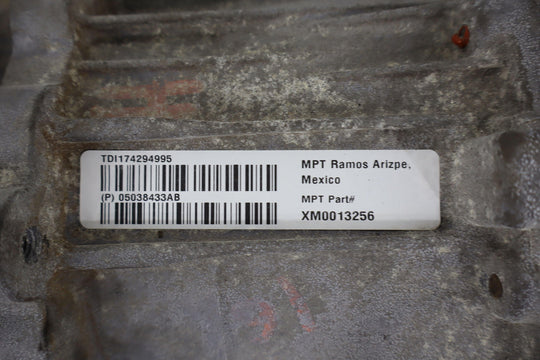 TDI174294995
(P) 05038433AB
MPT Ramos Arizpe,
Mexico
MPT Part#
XM0013256